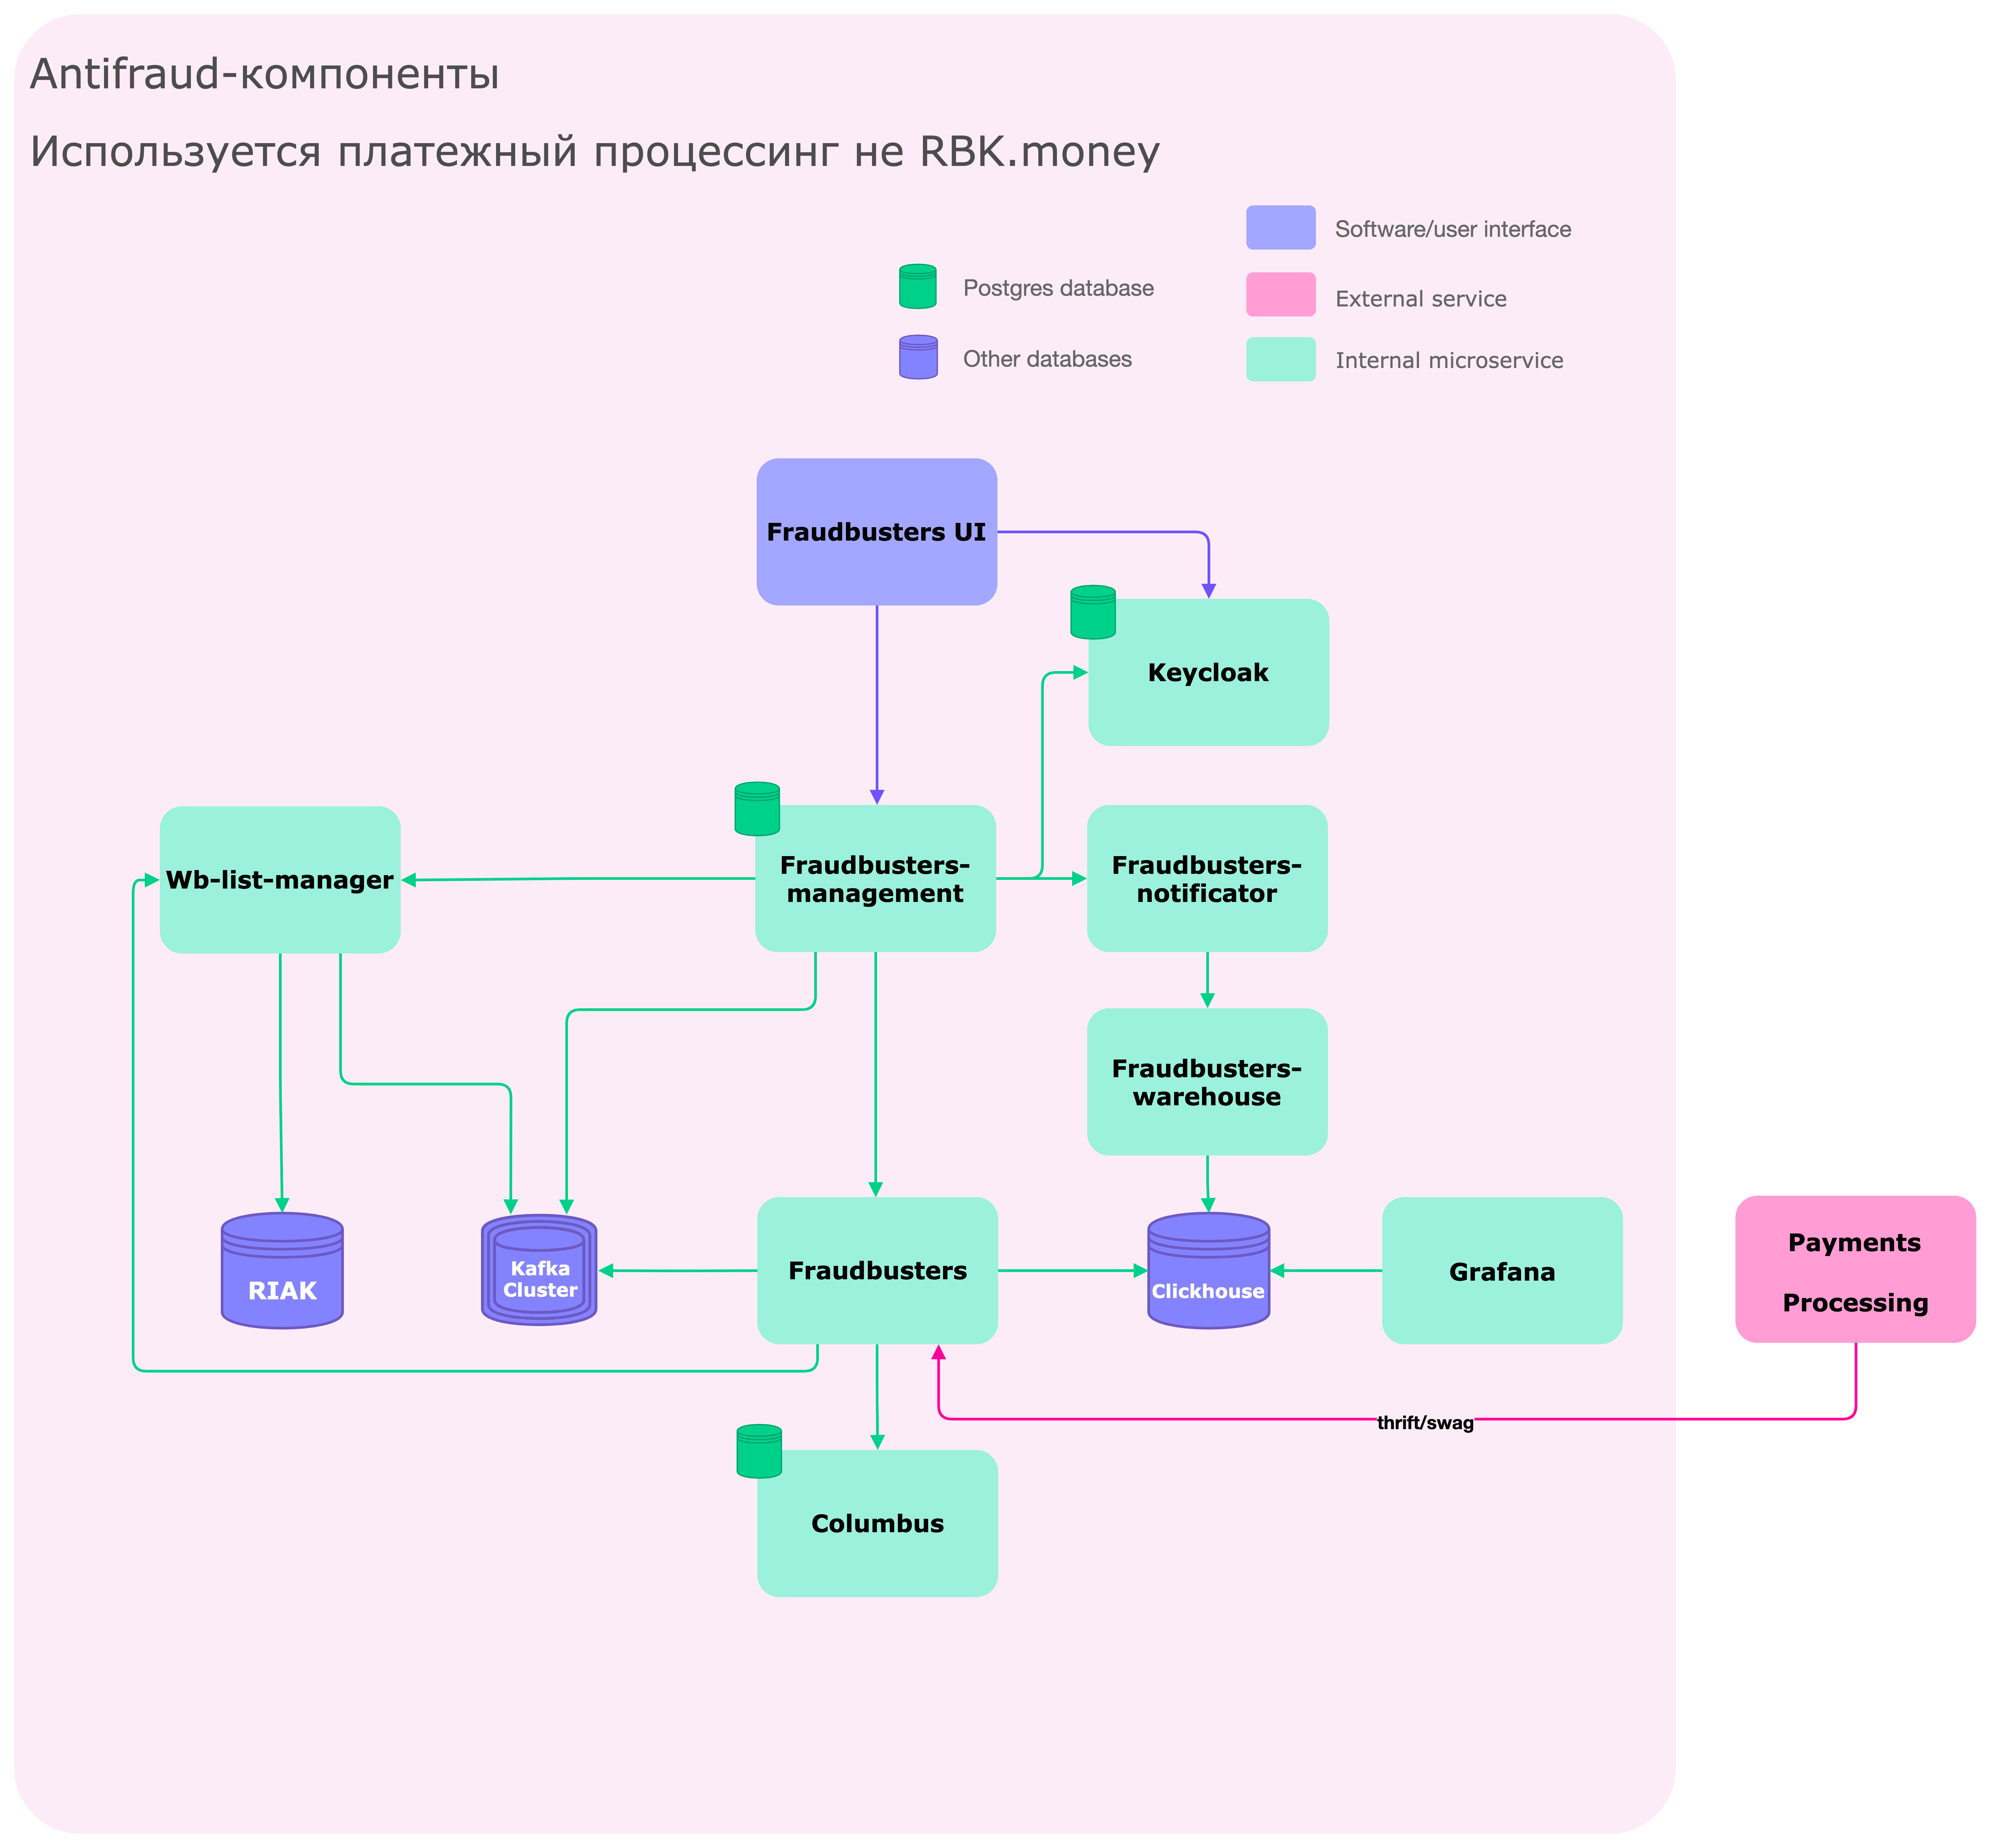 Antifraud-компоненты
Используется платежный процессинг не RBK.money
Software/user interface
Postgres database
External service
Other databases
Internal microservice
Fraudbusters UI
Keycloak
Wb-list-manager
Fraudbusters-
management
Fraudbusters-
notificator
Fraudbusters-
warehouse
RIAK
Kafka
Cluster
Fraudbusters
Clickhouse
Grafana
Payments
Processing
thrift/swag
Columbus